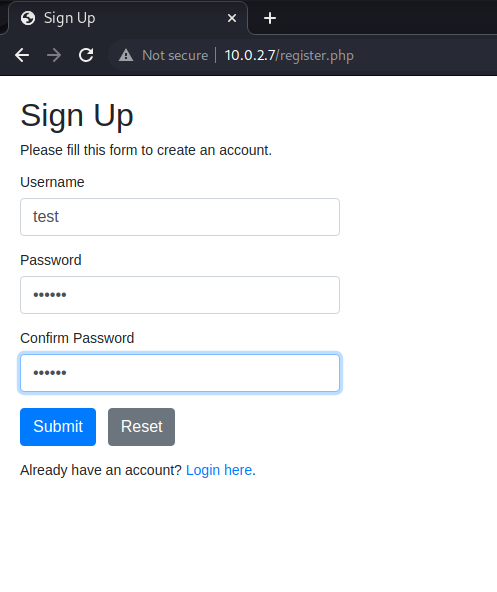 Sign Up
Not secure 10.0.2.7/register.php
Sign Up
Please fill this form to create an account.
Username
test
Password
••••••
Confirm Password
••••••
Submit Reset
Already have an account? Login here.